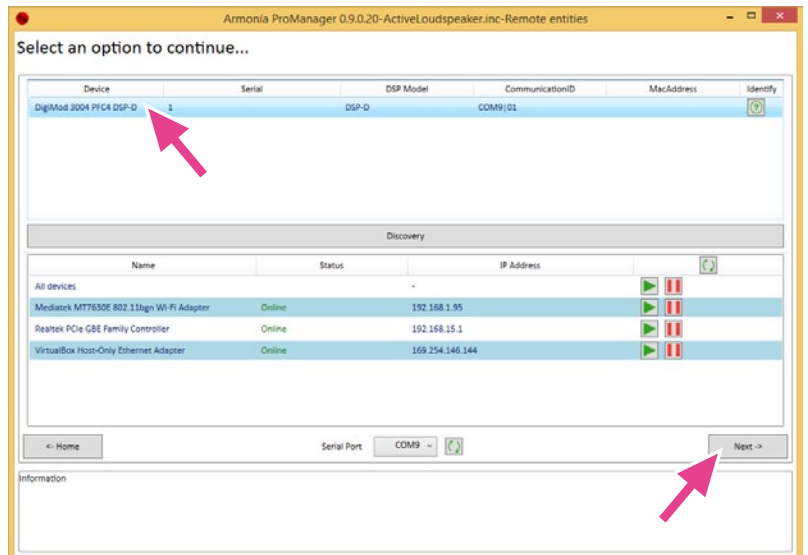 Armonía ProManager 0.9.0.20-ActiveLoudspeaker.inc-Remote entities
Select an option to continue...
Device Serial DSP Model CommunicationID MacAddress Identify
DigiMod 3004 PFC4 DSP-D 1 DSP-D COM9|01
Discovery
Name Status IP Address
All devices -
Mediatek MT7630E 802.11bgn Wi-Fi Adapter Online 192.168.1.95
Realtek PCIe GBE Family Controller Online 192.168.15.1
VirtualBox Host-Only Ethernet Adapter Online 169.254.146.144
<- Home Serial Port COM9 Next ->
Information